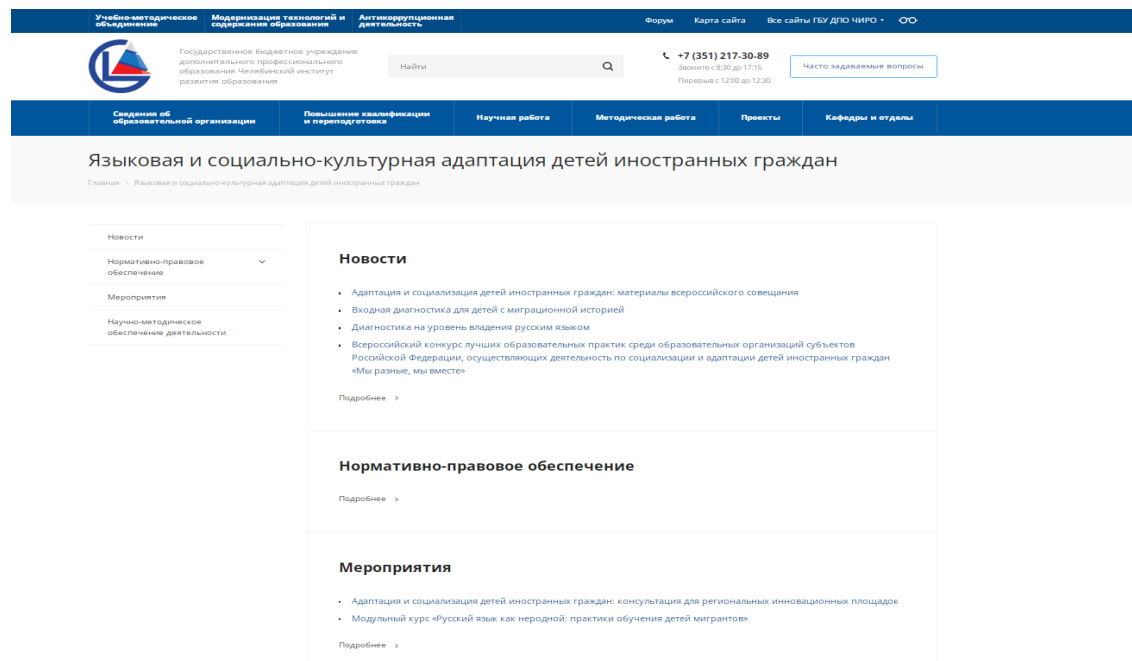 Учебно-методическое
объединение
Модернизация технологий и
содержания образования
Антикоррупционная
деятельность
Форум
Карта сайта
Все сайты ГБУ ДПО ЧИРО
Государственное бюджетное учреждение
дополнительного профессионального
образования Челябинский институт
развития образования
Найти
+7 (351) 217-30-89
Звоните с 8:30 до 17:15
Перерыв с 12:00 до 12:30
Часто задаваемые вопросы
Сведения об
образовательной организации
Повышение квалификации
и переподготовка
Научная работа
Методическая работа
Проекты
Кафедры и отделы
Языковая и социально-культурная адаптация детей иностранных граждан
Главная - Языковая и социально-культурная адаптация детей иностранных граждан
Новости
Нормативно-правовое
обеспечение
Мероприятия
Научно-методическое
обеспечение деятельности
Новости
• Адаптация и социализация детей иностранных граждан: материалы всероссийского совещания
• Входная диагностика для детей с миграционной историей
• Диагностика на уровень владения русским языком
• Всероссийский конкурс лучших образовательных практик среди образовательных организаций субъектов
Российской Федерации, осуществляющих деятельность по социализации и адаптации детей иностранных граждан
«Мы разные, мы вместе»
Подробнее >
Нормативно-правовое обеспечение
Подробнее >
Мероприятия
• Адаптация и социализация детей иностранных граждан: консультация для региональных инновационных площадок
• Модульный курс «Русский язык как неродной: практики обучения детей мигрантов»
Подробнее >